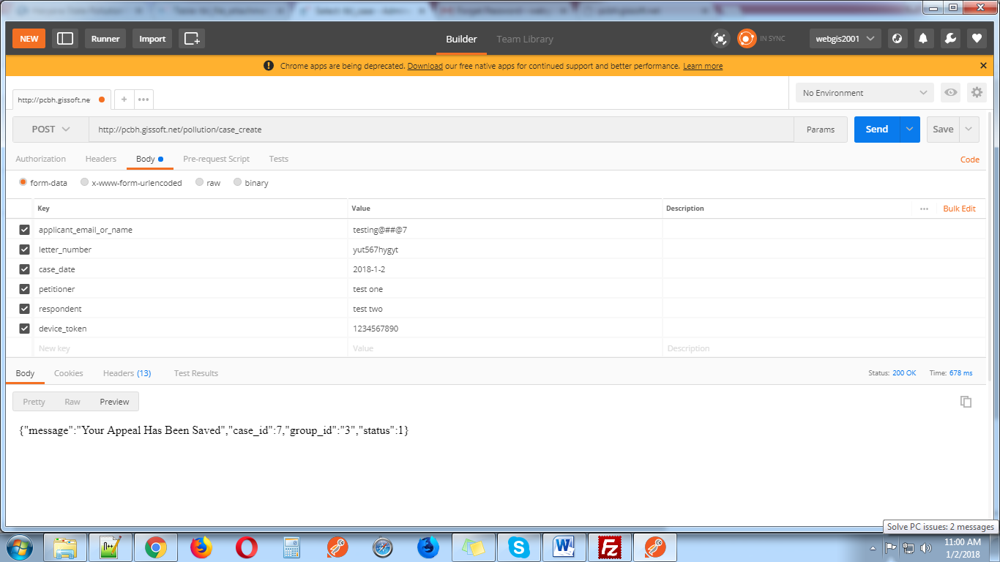 NEW Runner Import Builder Team Library IN SYNC webgis2001
Chrome apps are being deprecated. Download our free native apps for continued support and better performance. Learn more
http://pcbh.gissoft.ne + ••• No Environment
POST http://pcbh.gissoft.net/pollution/case_create Params Send Save
Authorization Headers Body Pre-request Script Tests Code
form-data x-www-form-urlencoded raw binary
Key Value Description ••• Bulk Edit
applicant_email_or_name testing@##@7
letter_number yut567hygyt
case_date 2018-1-2
petitioner test one
respondent test two
device_token 1234567890
New key Value Description
Body Cookies Headers (13) Test Results Status: 200 OK Time: 678 ms
Pretty Raw Preview
{"message":"Your Appeal Has Been Saved","case_id":7,"group_id":"3","status":1}
Solve PC issues: 2 messages
11:00 AM
1/2/2018